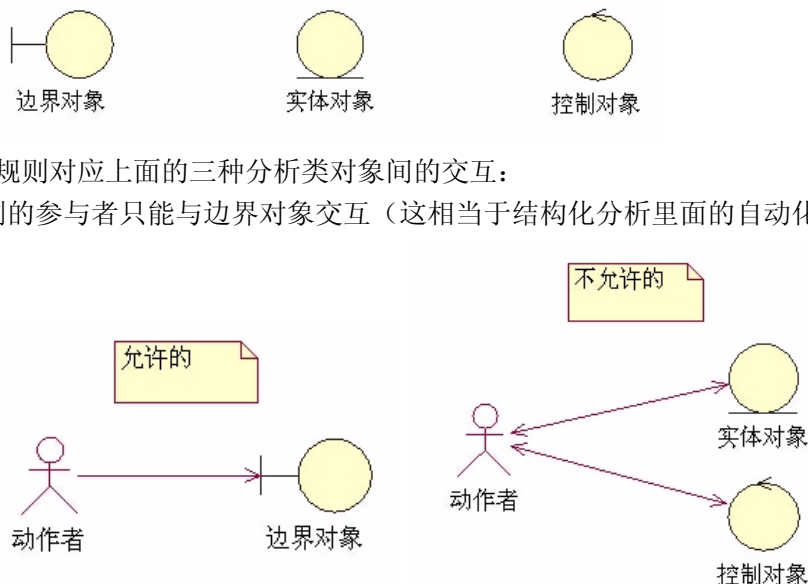 边界对象 实体对象 控制对象
规则对应上面的三种分析类对象间的交互：
的参与者只能与边界对象交互（这相当于结构化分析里面的自动化
不允许的
允许的
实体对象
动作者
动作者 边界对象
控制对象